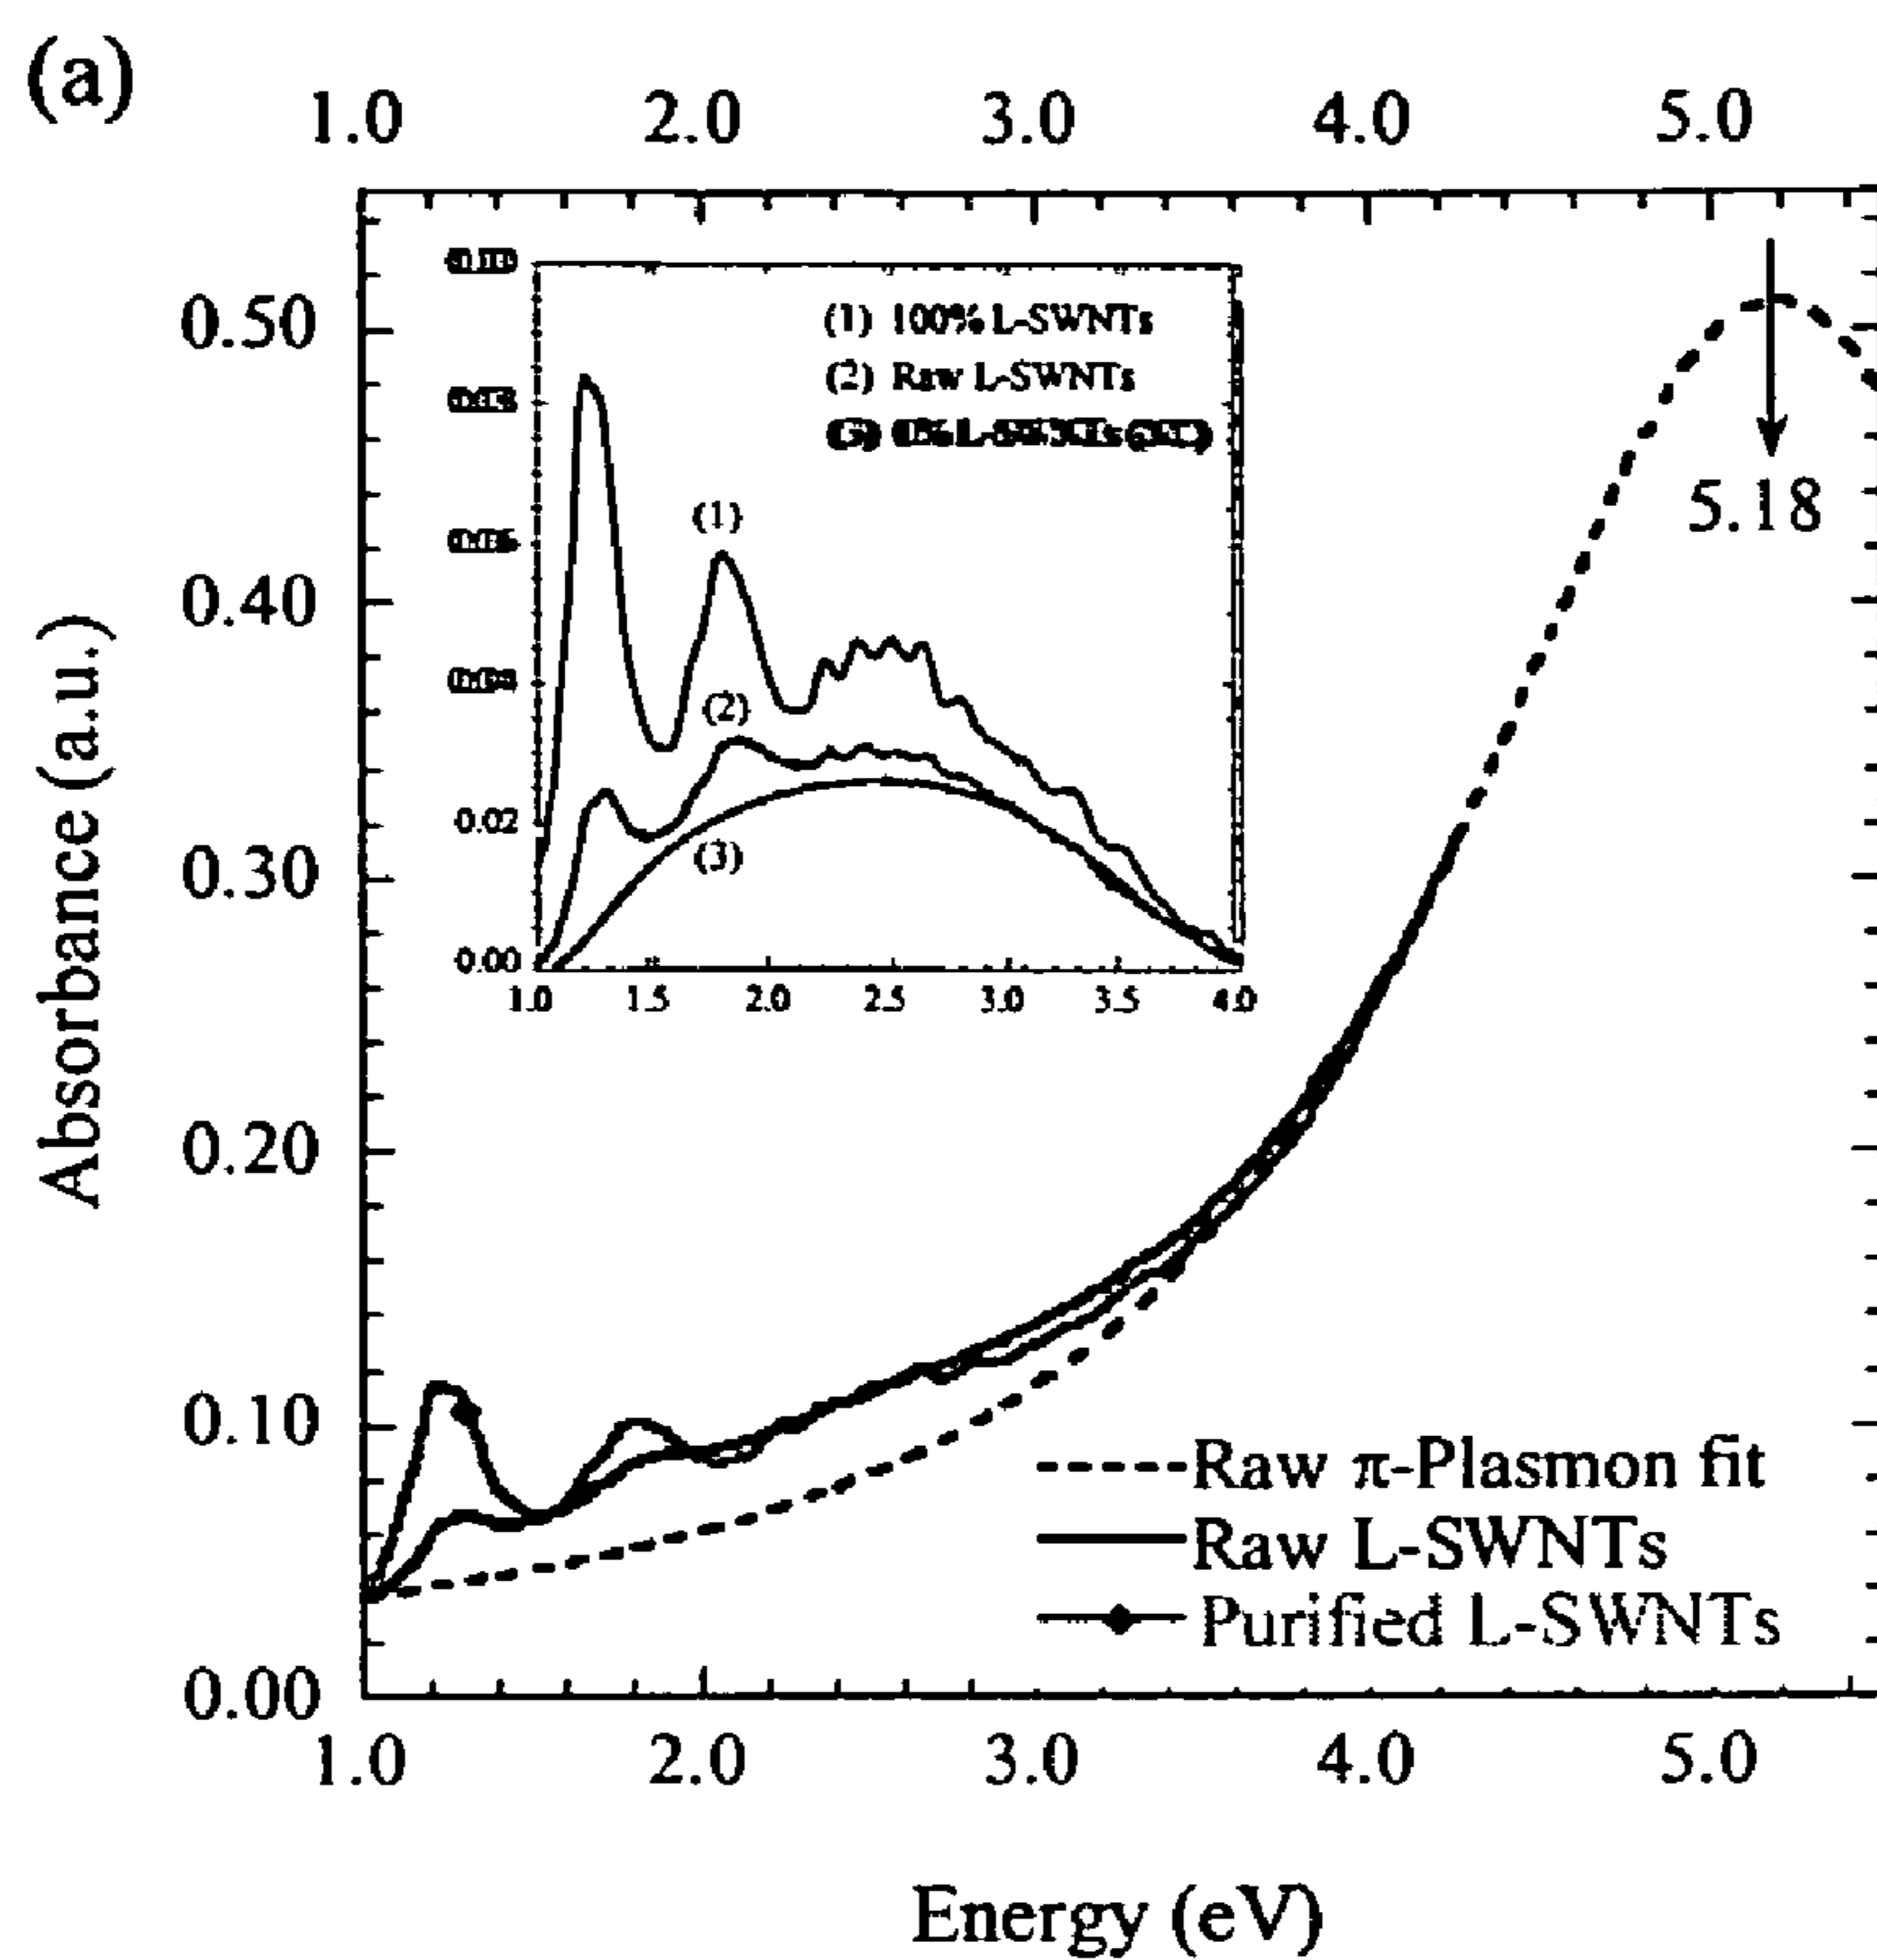 (a)
1.0 2.0 3.0 4.0 5.0
0.50
0.40
0.30
0.20
0.10
0.00
Absorbance (a.u.)
(1) 100% L-SWNTs
(2) Raw L-SWNTs
(1)
(2)
(3)
0.02
0.00
1.0 1.5 2.0 2.5 3.0 3.5 4.0
5.18
Raw π-Plasmon fit
Raw L-SWNTs
Purified L-SWNTs
1.0 2.0 3.0 4.0 5.0
Energy (eV)